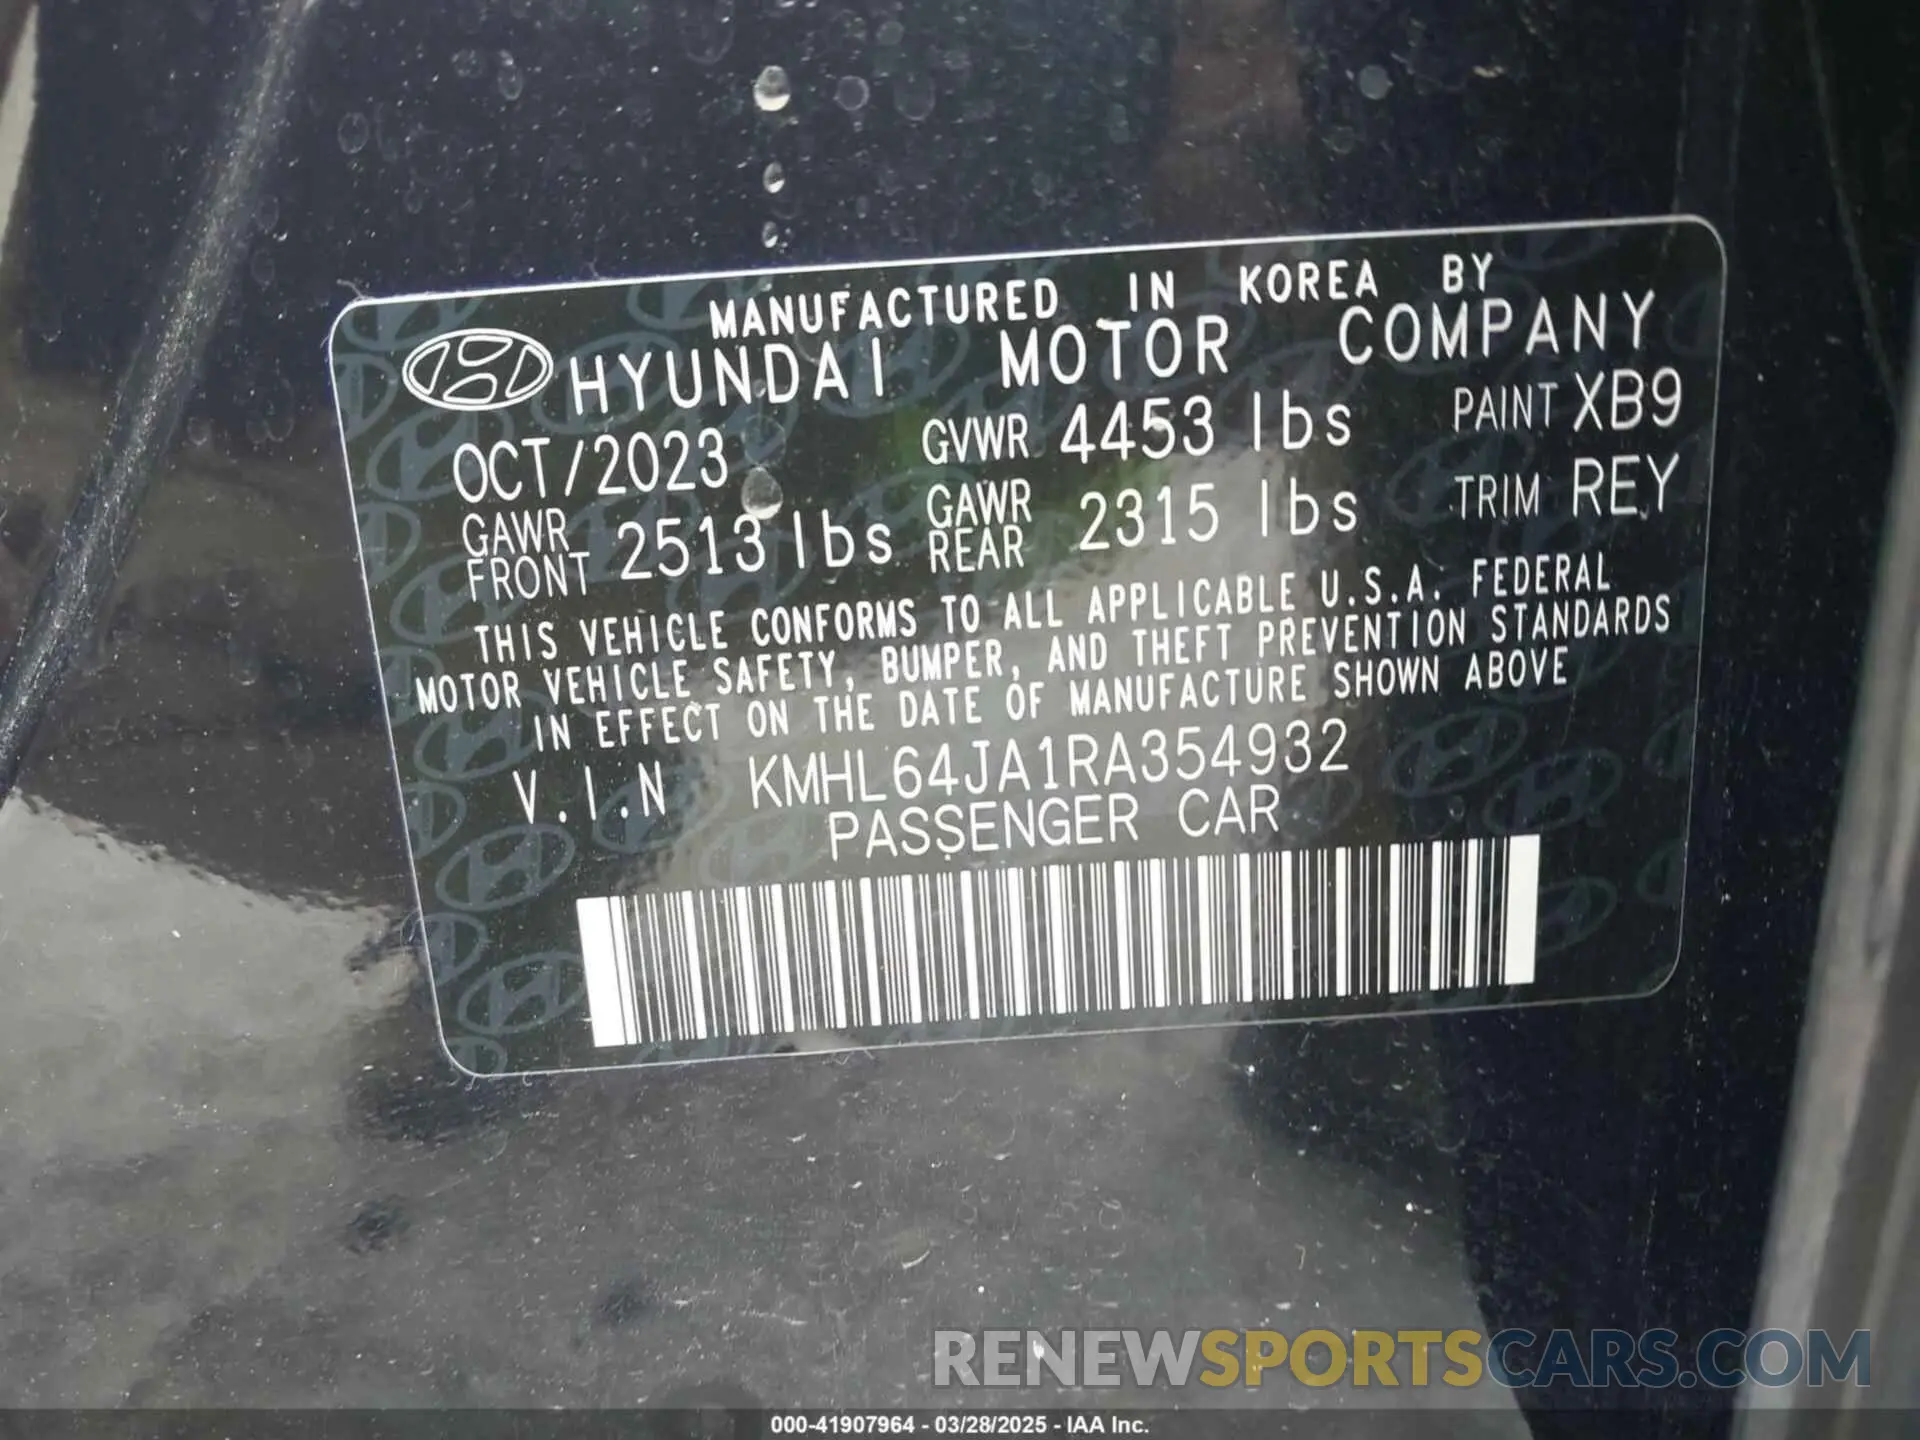 MANUFACTURED IN KOREA BY
HYUNDAI MOTOR COMPANY
OCT/2023 GVWR 4453 lbs PAINT XB9
GAWR FRONT 2513 lbs GAWR REAR 2315 lbs TRIM REY
THIS VEHICLE CONFORMS TO ALL APPLICABLE U.S.A. FEDERAL
MOTOR VEHICLE SAFETY, BUMPER, AND THEFT PREVENTION STANDARDS
IN EFFECT ON THE DATE OF MANUFACTURE SHOWN ABOVE
V.I.N KMHL64JA1RA354932
PASSENGER CAR
RENEWSPORTSCARS.COM
000-41907964 - 03/28/2025 - IAA Inc.